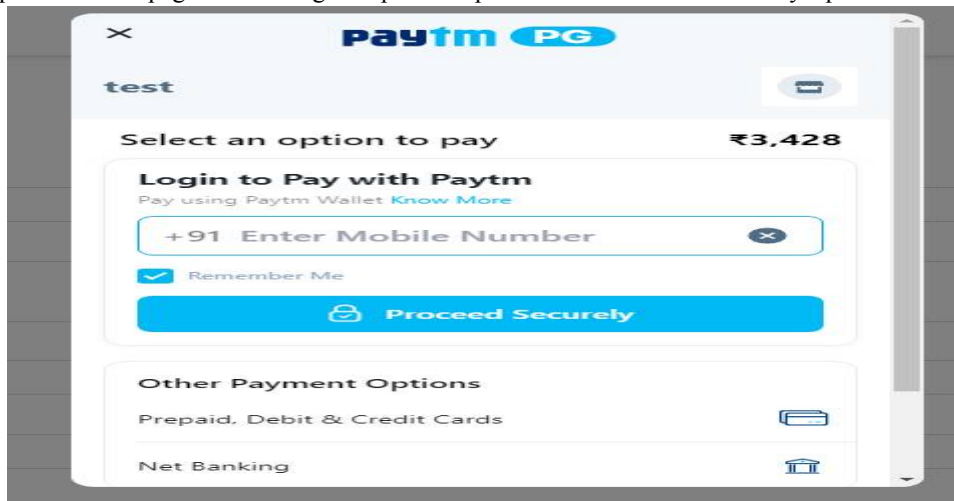 paytm PG
test
Select an option to pay ₹3,428
Login to Pay with Paytm
Pay using Paytm Wallet Know More
+91 Enter Mobile Number
Remember Me
Proceed Securely
Other Payment Options
Prepaid, Debit & Credit Cards
Net Banking